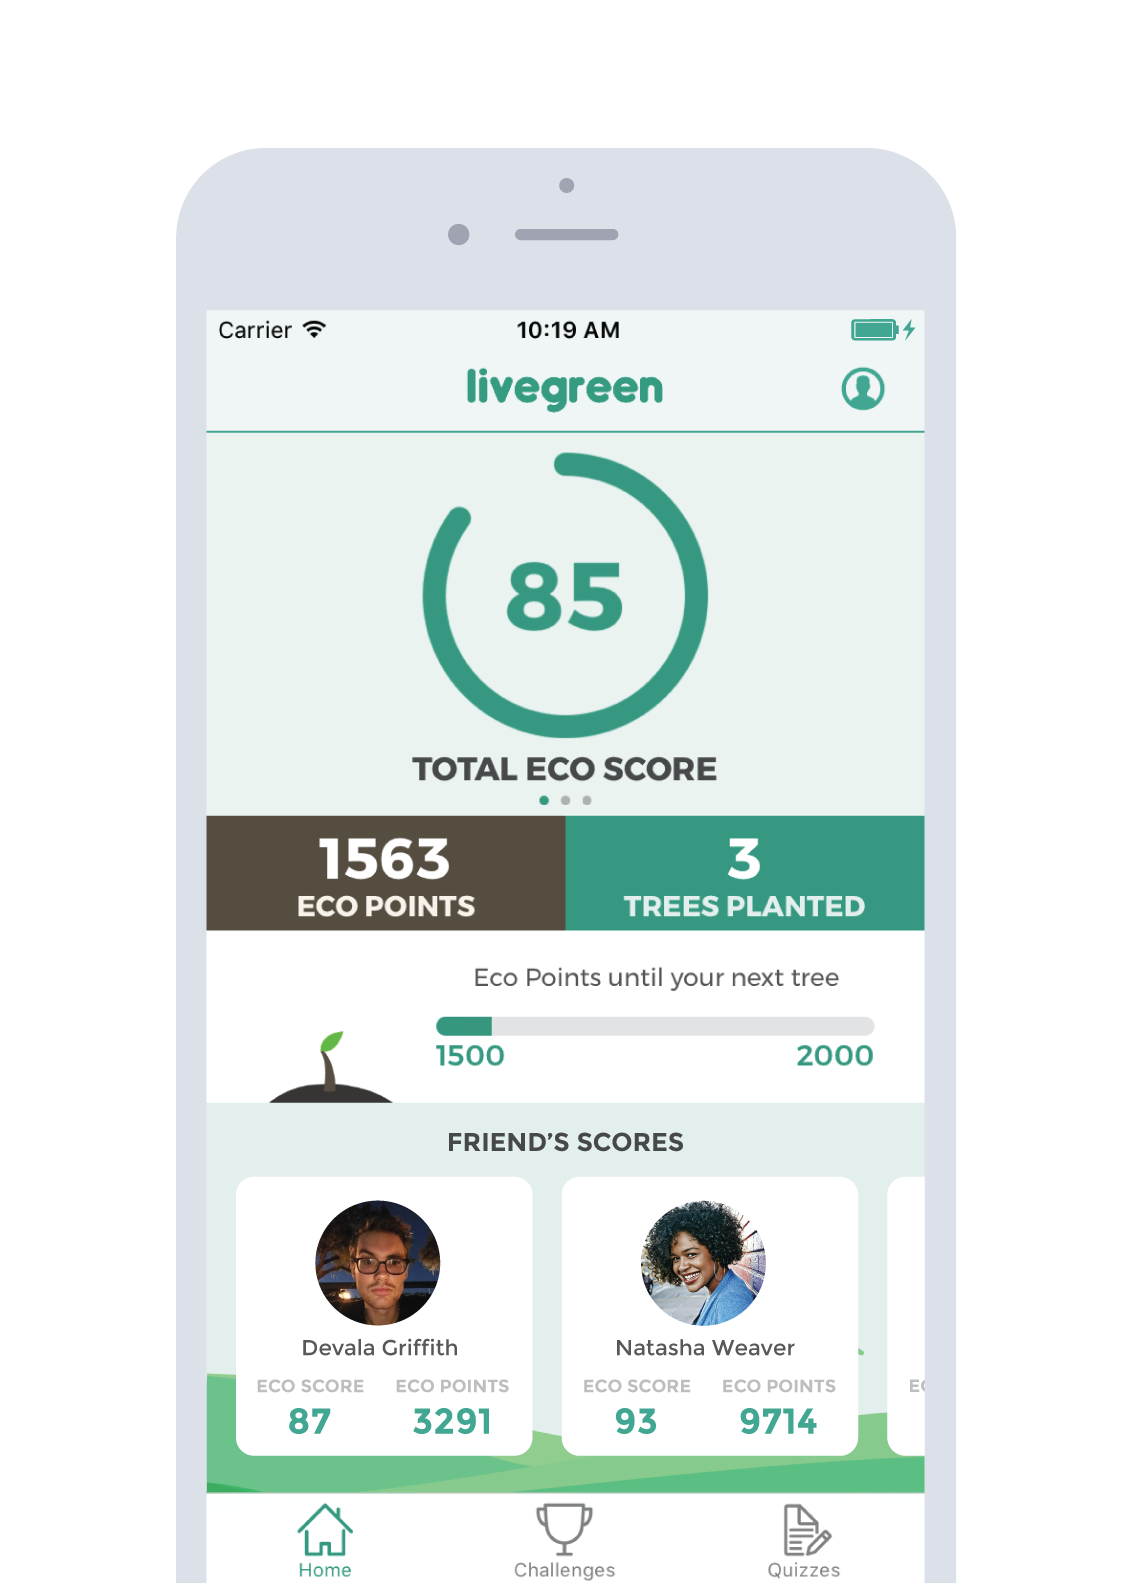 Carrier 10:19 AM
livegreen
85
TOTAL ECO SCORE
1563 3
ECO POINTS TREES PLANTED
Eco Points until your next tree
1500 2000
FRIEND’S SCORES
Devala Griffith Natasha Weaver
ECO SCORE ECO POINTS ECO SCORE ECO POINTS
87 3291 93 9714
Home Challenges Quizzes